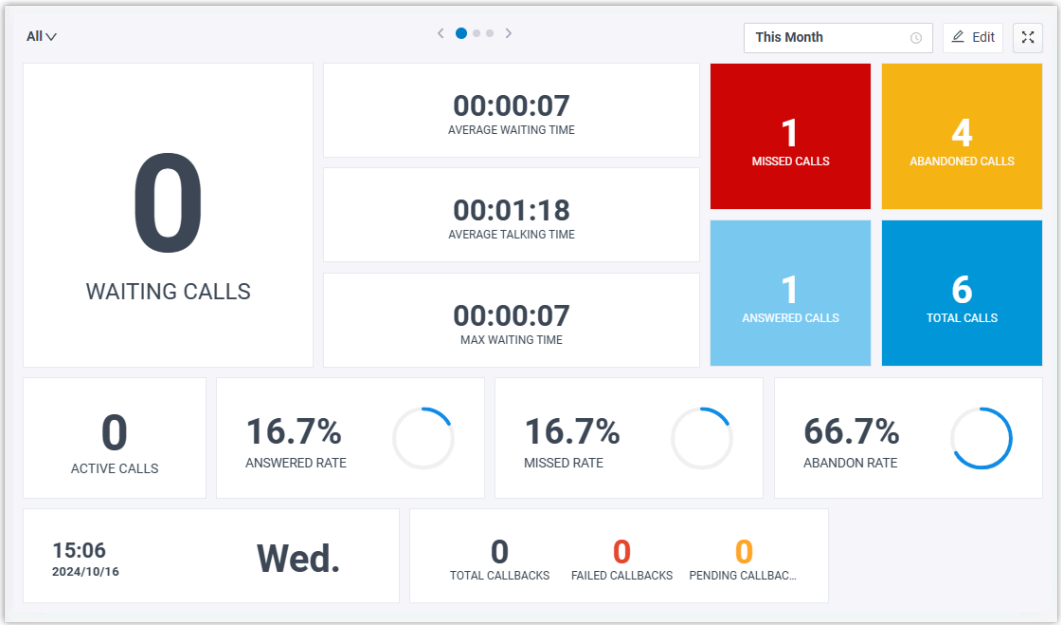 All
This Month
Edit
0
WAITING CALLS
00:00:07
AVERAGE WAITING TIME
00:01:18
AVERAGE TALKING TIME
00:00:07
MAX WAITING TIME
1
MISSED CALLS
4
ABANDONED CALLS
1
ANSWERED CALLS
6
TOTAL CALLS
0
ACTIVE CALLS
16.7%
ANSWERED RATE
16.7%
MISSED RATE
66.7%
ABANDON RATE
15:06
2024/10/16
Wed.
0
TOTAL CALLBACKS
0
FAILED CALLBACKS
0
PENDING CALLBAC...